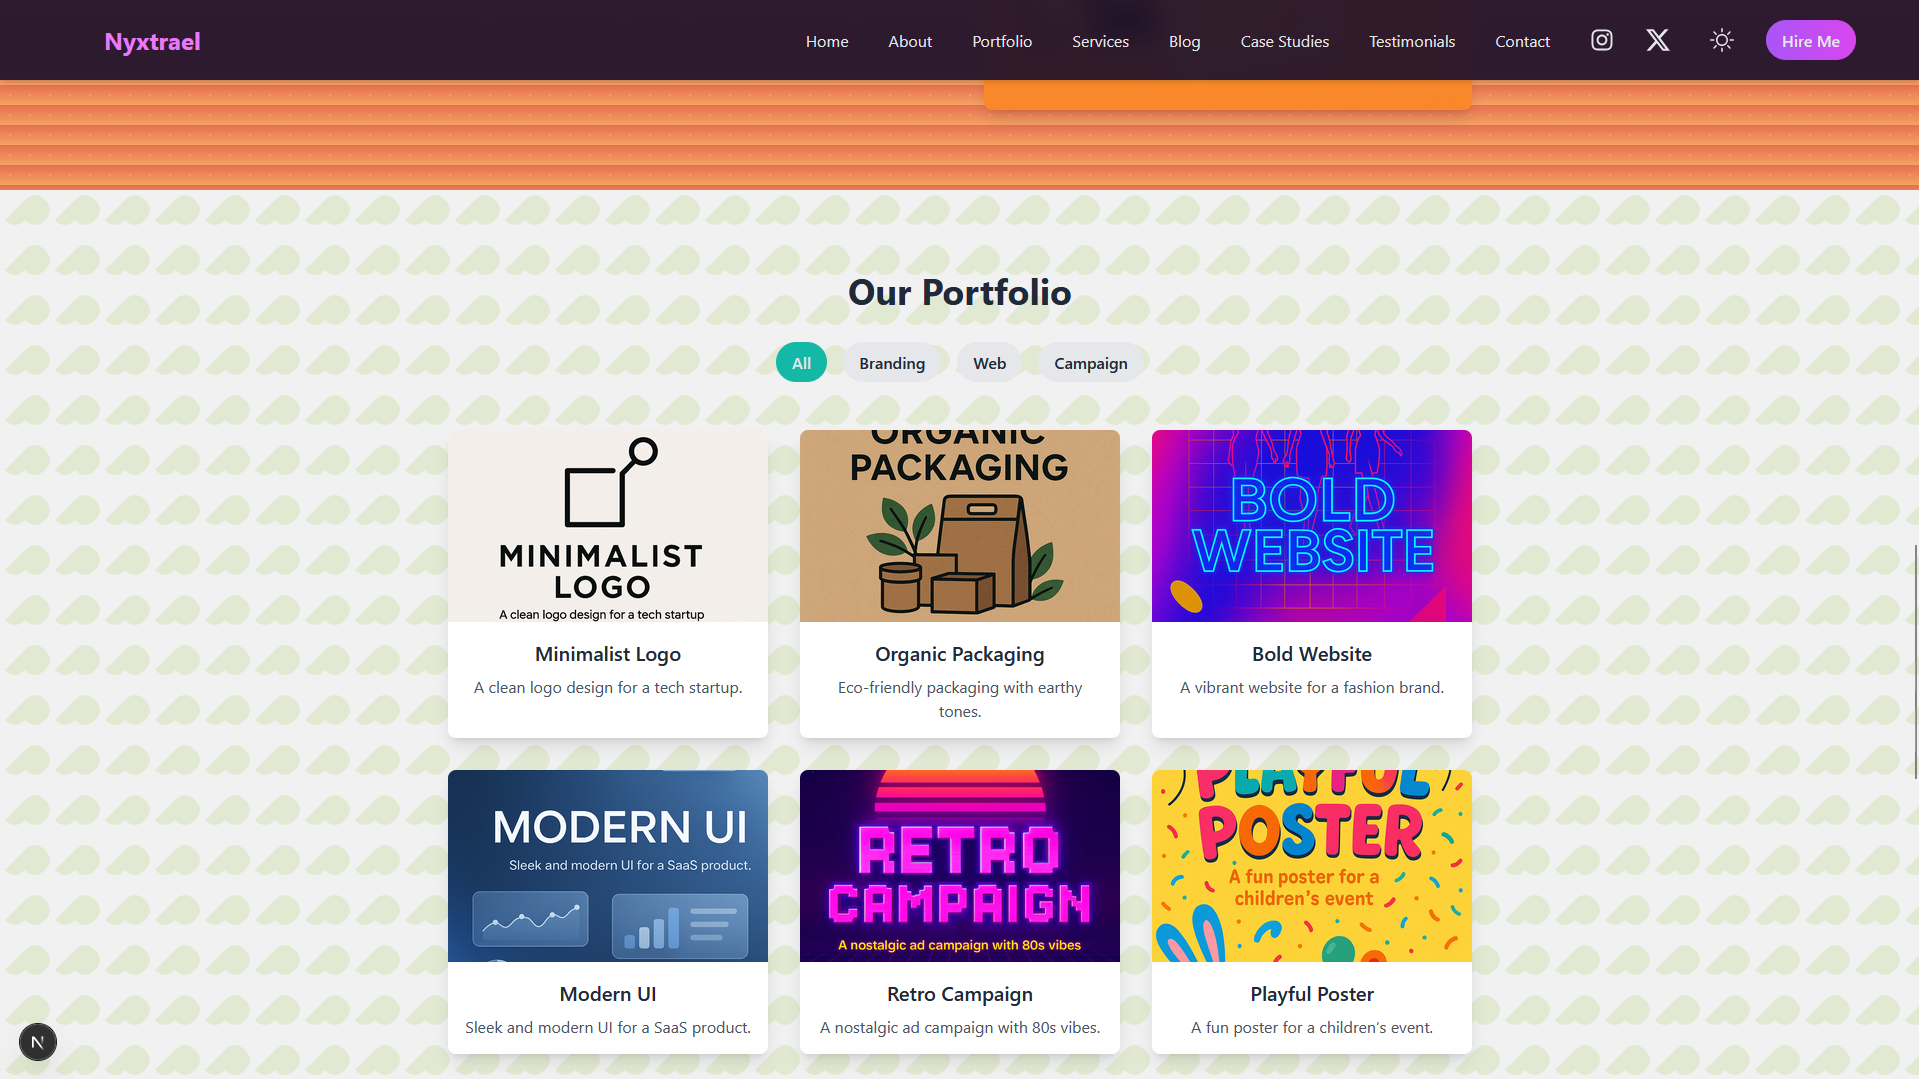 Nyxtrael
Home About Portfolio Services Blog Case Studies Testimonials Contact Hire Me
Our Portfolio
All Branding Web Campaign
MINIMALIST
LOGO
A clean logo design for a tech startup
Minimalist Logo
A clean logo design for a tech startup.
ORGANIC
PACKAGING
Organic Packaging
Eco-friendly packaging with earthy
tones.
BOLD
WEBSITE
Bold Website
A vibrant website for a fashion brand.
MODERN UI
Sleek and modern UI for a SaaS product.
Modern UI
Sleek and modern UI for a SaaS product.
RETRO
CAMPAIGN
A nostalgic ad campaign with 80s vibes
Retro Campaign
A nostalgic ad campaign with 80s vibes.
PLAYFUL
POSTER
A fun poster for a
children's event
Playful Poster
A fun poster for a children's event.
N